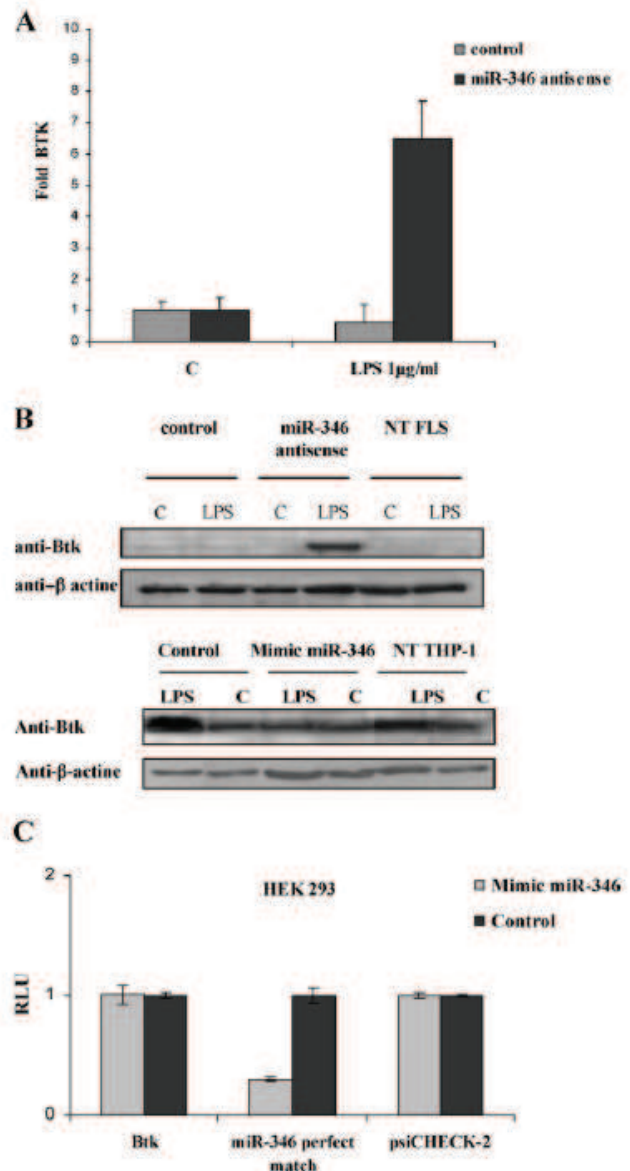 A
10
9
8
7
6
5
4
3
2
1
0
Fold BTK
control
miR-346 antisense
C
LPS 1µg/ml
B
control
miR-346
antisense
NT FLS
C LPS C LPS C LPS
anti-Btk
anti-β actine
Control Mimic miR-346 NT THP-1
LPS C LPS C LPS C
Anti-Btk
Anti-β-actine
C
2
1
0
RLU
HEK 293
Mimic miR-346
Control
Btk
miR-346 perfect
match
psiCHECK-2